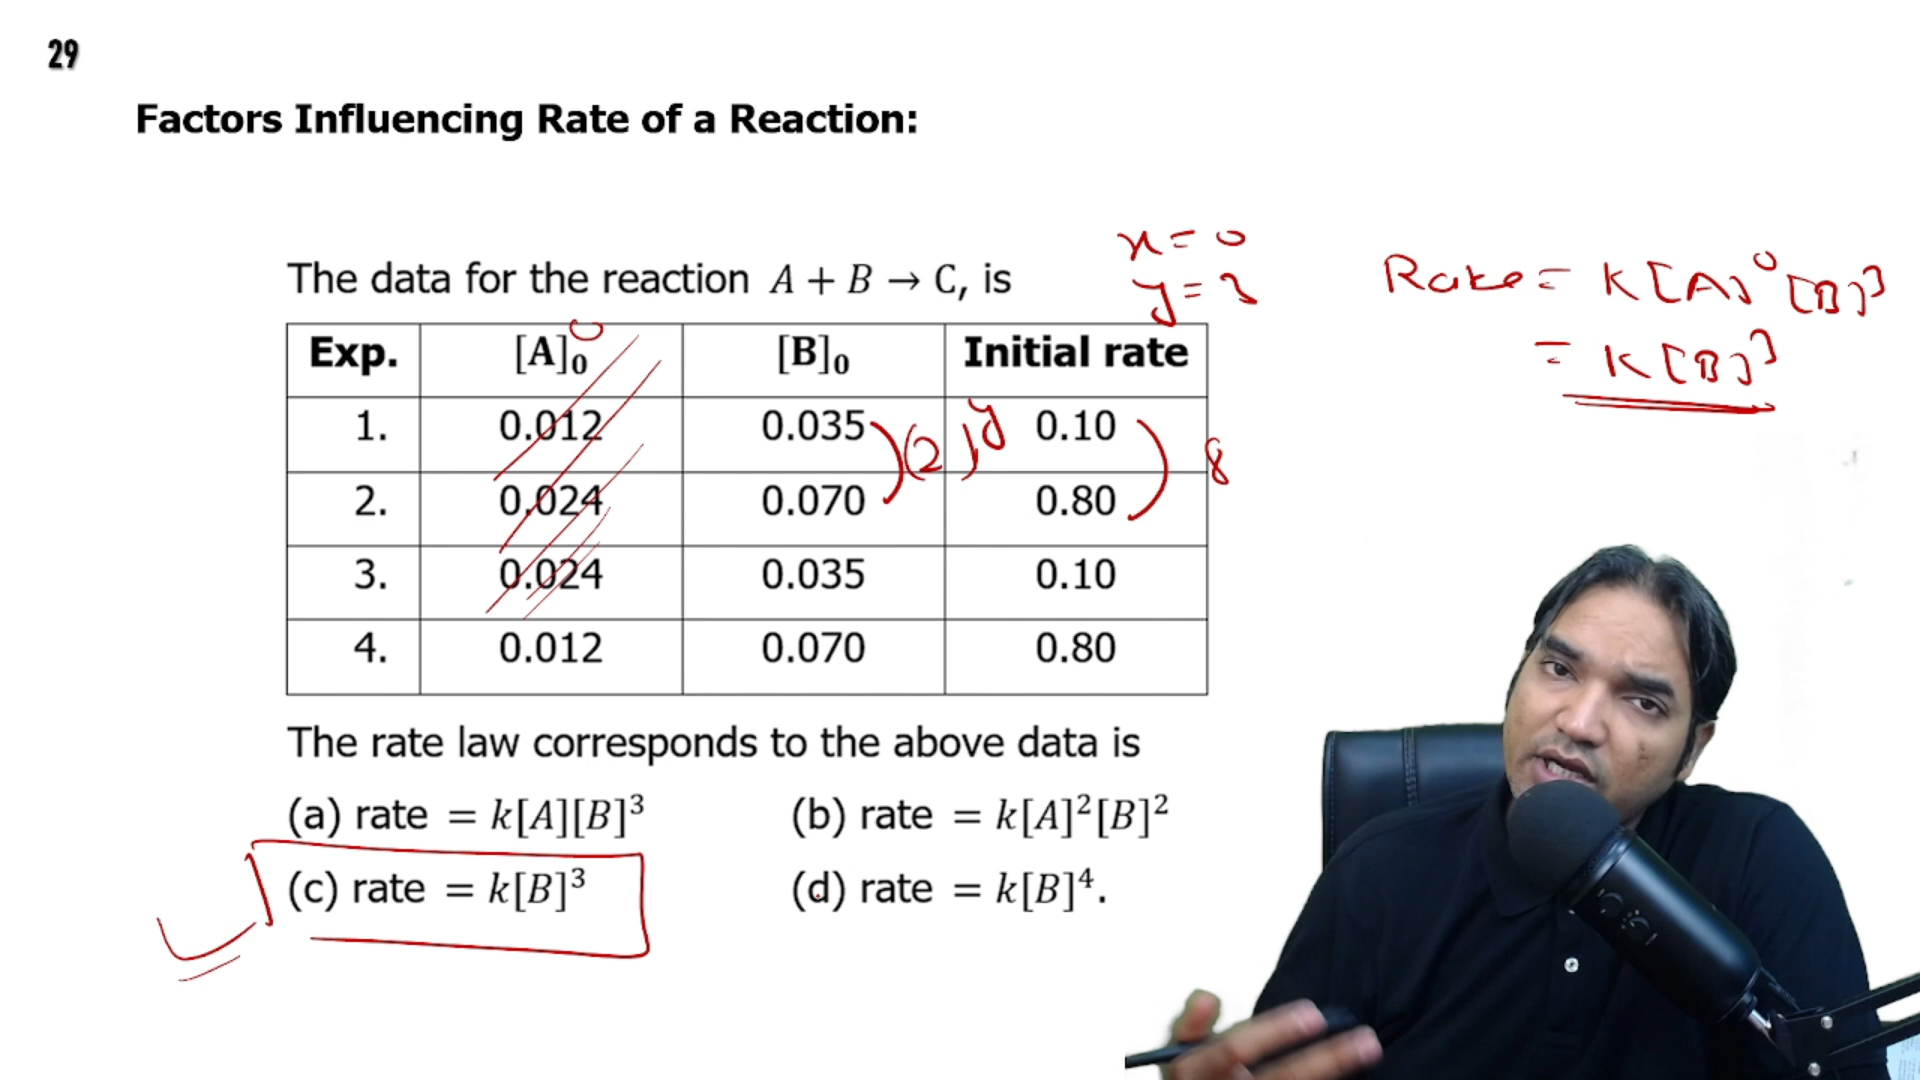 29
Factors Influencing Rate of a Reaction:
x = 0
y = 3
Rate = K[A]⁰[B]³
= K[B]³
The data for the reaction A + B → C, is
Exp. [A]₀ [B]₀ Initial rate
0
1. 0.012 0.035 0.10
(2)y 8
2. 0.024 0.070 0.80
3. 0.024 0.035 0.10
4. 0.012 0.070 0.80
The rate law corresponds to the above data is
(a) rate = k[A][B]³ (b) rate = k[A]²[B]²
(c) rate = k[B]³ (d) rate = k[B]⁴.